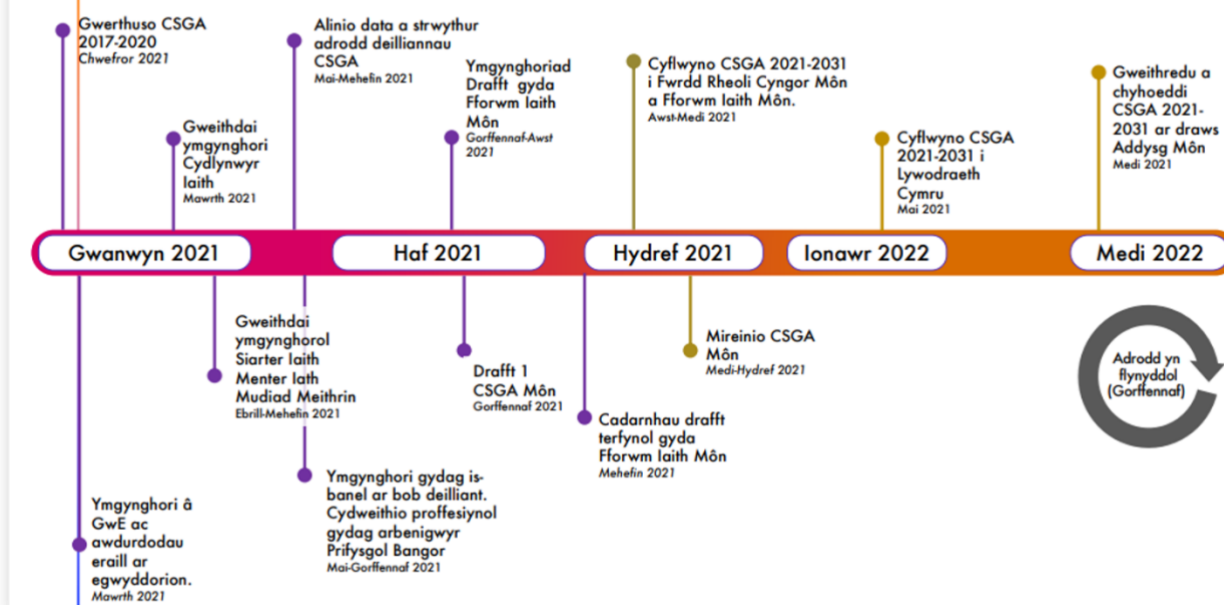 Gwerthuso CSGA
2017-2020
Chwefror 2021
Gweithdai
ymgynghori
Cydlynwyr
Iaith
Mawrth 2021
Alinio data a strwythur
adrodd deilliannau
CSGA
Mai-Mehefin 2021
Ymgynghoriad
Drafft gyda
Fforwm Iaith
Môn
Gorffennaf-Awst
2021
Cyflwyno CSGA 2021-2031
i Fwrdd Rheoli Cyngor Môn
a Fforwm Iaith Môn.
Awst-Medi 2021
Cyflwyno CSGA
2021-2031 i
Lywodraeth
Cymru
Mai 2021
Gweithredu a
chyhoeddi
CSGA 2021-
2031 ar draws
Addysg Môn
Medi 2021
Gwanwyn 2021
Haf 2021
Hydref 2021
Ionawr 2022
Medi 2022
Ymgynghori â
GwE ac
awdurdodau
eraill ar
egwyddorion.
Mawrth 2021
Gweithdai
ymgynghorol
Siarter Iaith
Menter Iath
Mudiad Meithrin
Ebrill-Mehefin 2021
Ymgynghori gydag is-
banel ar bob deilliant.
Cydweithio proffesiynol
gydag arbenigwyr
Prifysgol Bangor
Mai-Gorffennaf 2021
Drafft 1
CSGA Môn
Gorffennaf 2021
Cadarnhau drafft
terfynol gyda
Fforwm Iaith Môn
Mehefin 2021
Mireinio CSGA
Môn
Medi-Hydref 2021
Adrodd yn
flynyddol
(Gorffennaf)